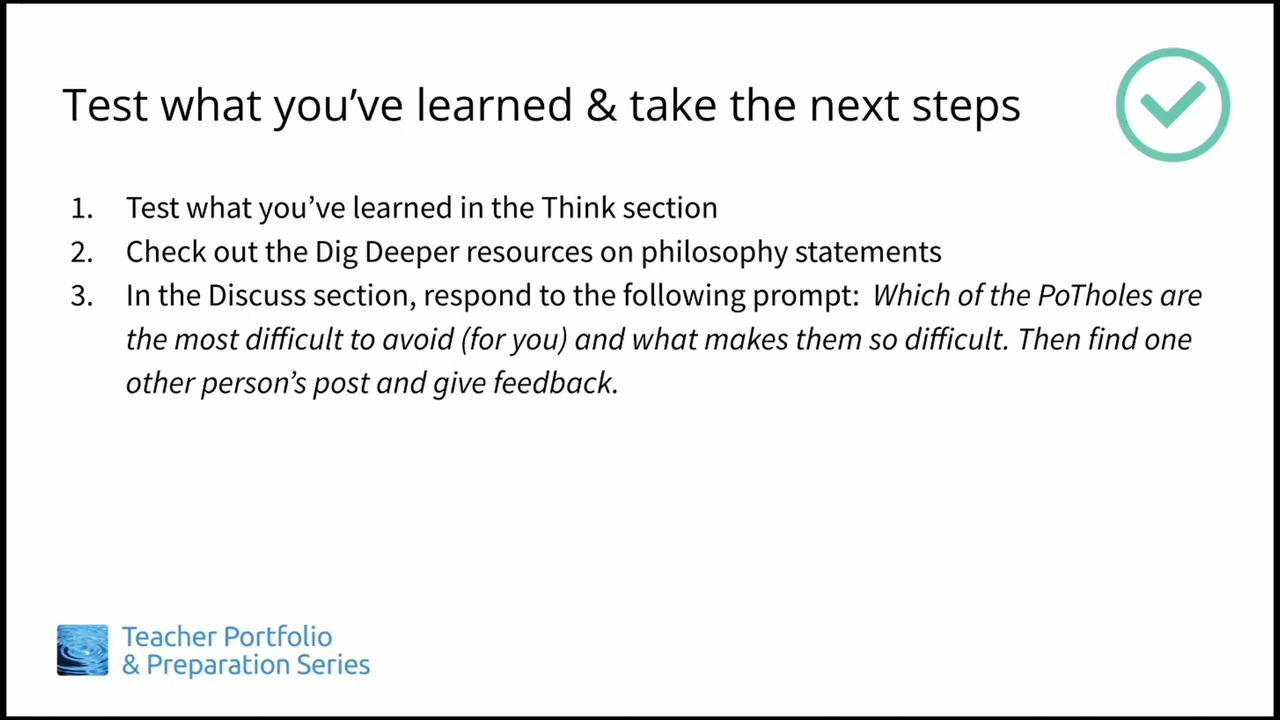 Test what you’ve learned & take the next steps
1. Test what you’ve learned in the Think section
2. Check out the Dig Deeper resources on philosophy statements
3. In the Discuss section, respond to the following prompt: Which of the PoTholes are
the most difficult to avoid (for you) and what makes them so difficult. Then find one
other person’s post and give feedback.
Teacher Portfolio
& Preparation Series